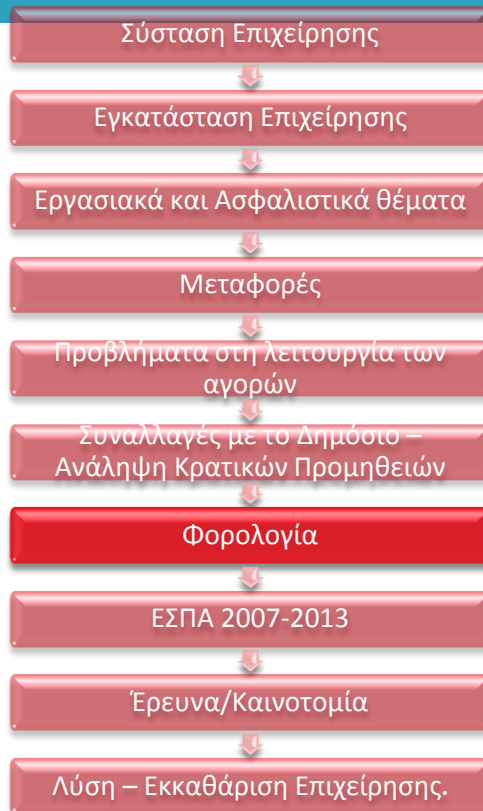 Σύσταση Επιχείρησης
Εγκατάσταση Επιχείρησης
Εργασιακά και Ασφαλιστικά θέματα
Μεταφορές
Προβλήματα στη λειτουργία των
αγορών
Συναλλαγές με το Δημόσιο –
Ανάληψη Κρατικών Προμηθειών
Φορολογία
ΕΣΠΑ 2007-2013
Έρευνα/Καινοτομία
Λύση – Εκκαθάριση Επιχείρησης.